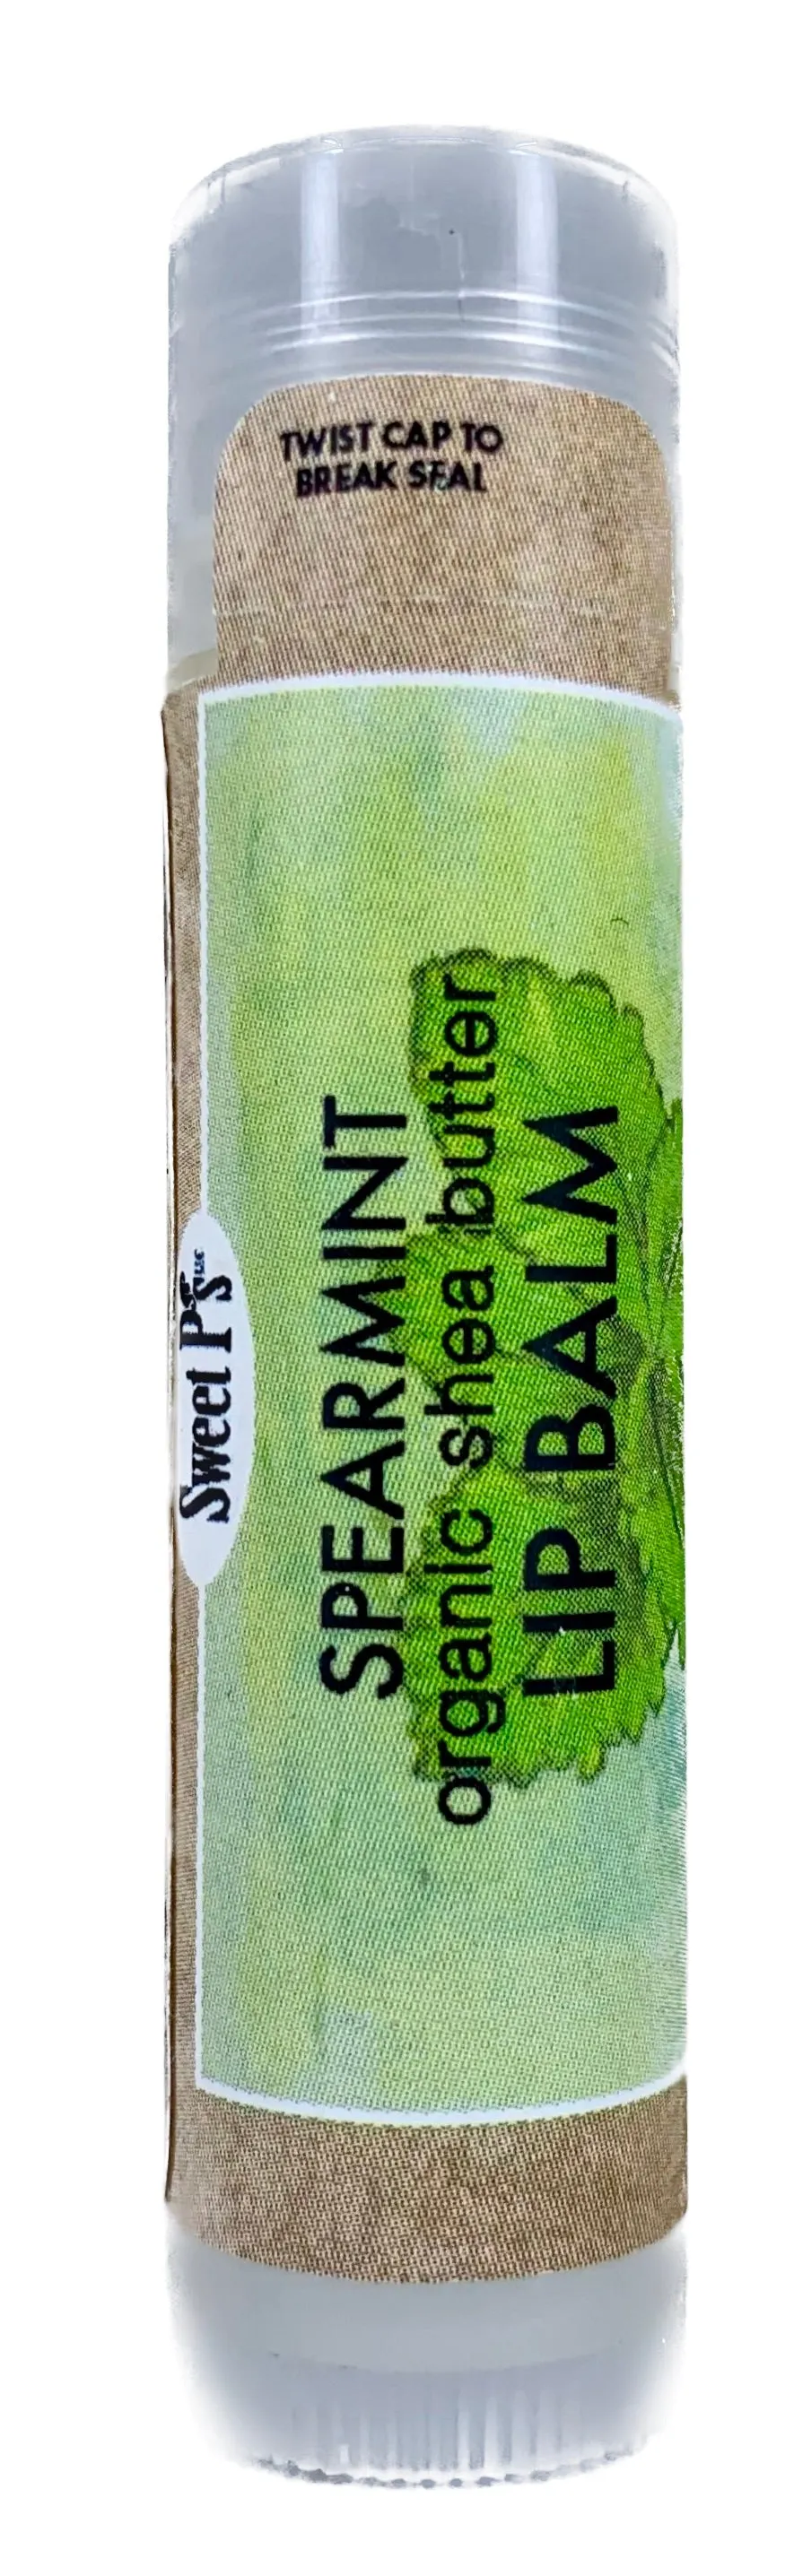 TWIST CAP TO
BREAK SEAL
Sweet P'S LLC
SPEARMINT
organic shea butter
LIP BALM